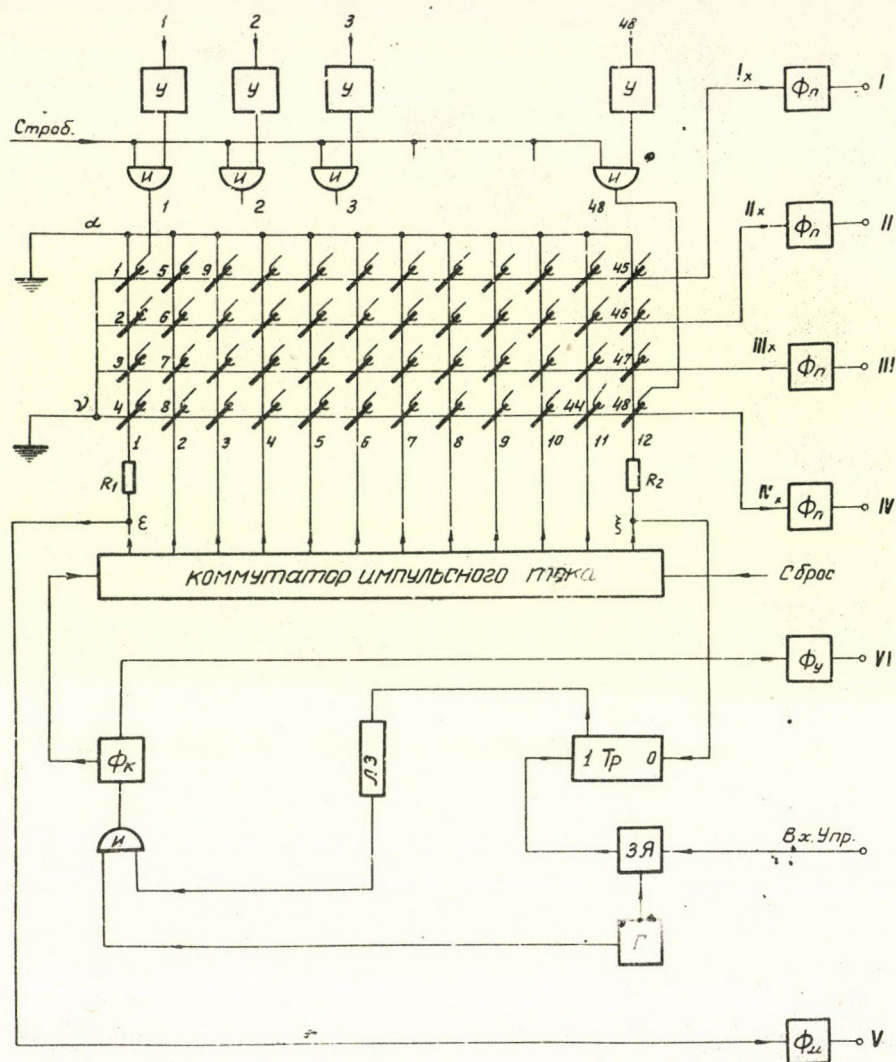 1 2 3 48
У У У У
Iх Фп I
Строб.
И И И И
1 2 3 48
IIх Фп II
α
1 5 9 45
2 6 46
IIIх Фп III
3 7 47
ν 4 8 44 48
1 2 3 4 5 6 7 8 9 10 11 12
R1 R2
IVх Фп IV
ε ξ
КОММУТАТОР ИМПУЛЬСНОГО ТОКА
Сброс
Фу VI
Фк ЛЗ 1 Тр 0
И
ЗЯ Вх. Упр.
Г
Фи V